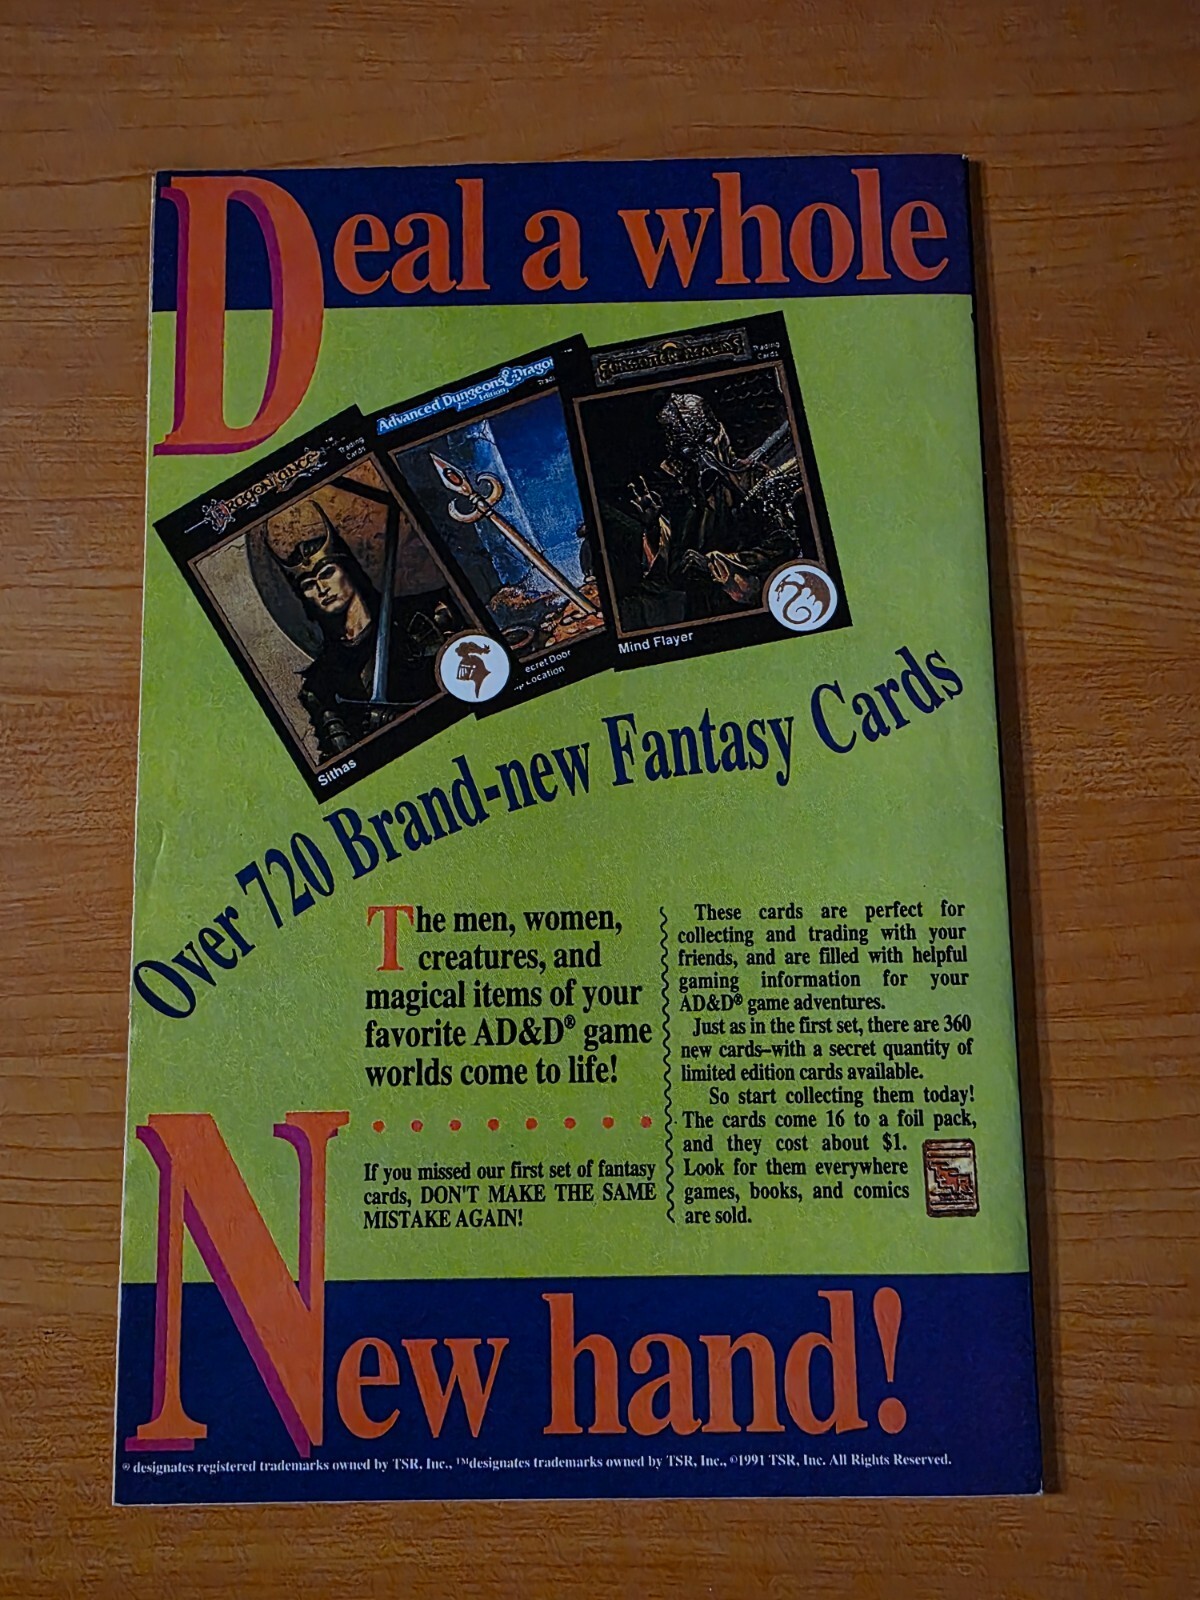 Deal a whole
DragonLance™
Trading
Cards
Sithas
Advanced Dungeons & Dragon
2nd Edition
Trad
ecret Door
Location
FORGOTTEN REALMS
Trading
Cards
Mind Flayer
Over 720 Brand-new Fantasy Cards
The men, women,
creatures, and
magical items of your
favorite AD&D® game
worlds come to life!
If you missed our first set of fantasy
cards, DON'T MAKE THE SAME
MISTAKE AGAIN!
These cards are perfect for
collecting and trading with your
friends, and are filled with helpful
gaming information for your
AD&D® game adventures.
Just as in the first set, there are 360
new cards–with a secret quantity of
limited edition cards available.
So start collecting them today!
The cards come 16 to a foil pack,
and they cost about $1.
Look for them everywhere
games, books, and comics
are sold.
New hand!
® designates registered trademarks owned by TSR, Inc., ™designates trademarks owned by TSR, Inc., ©1991 TSR, Inc. All Rights Reserved.